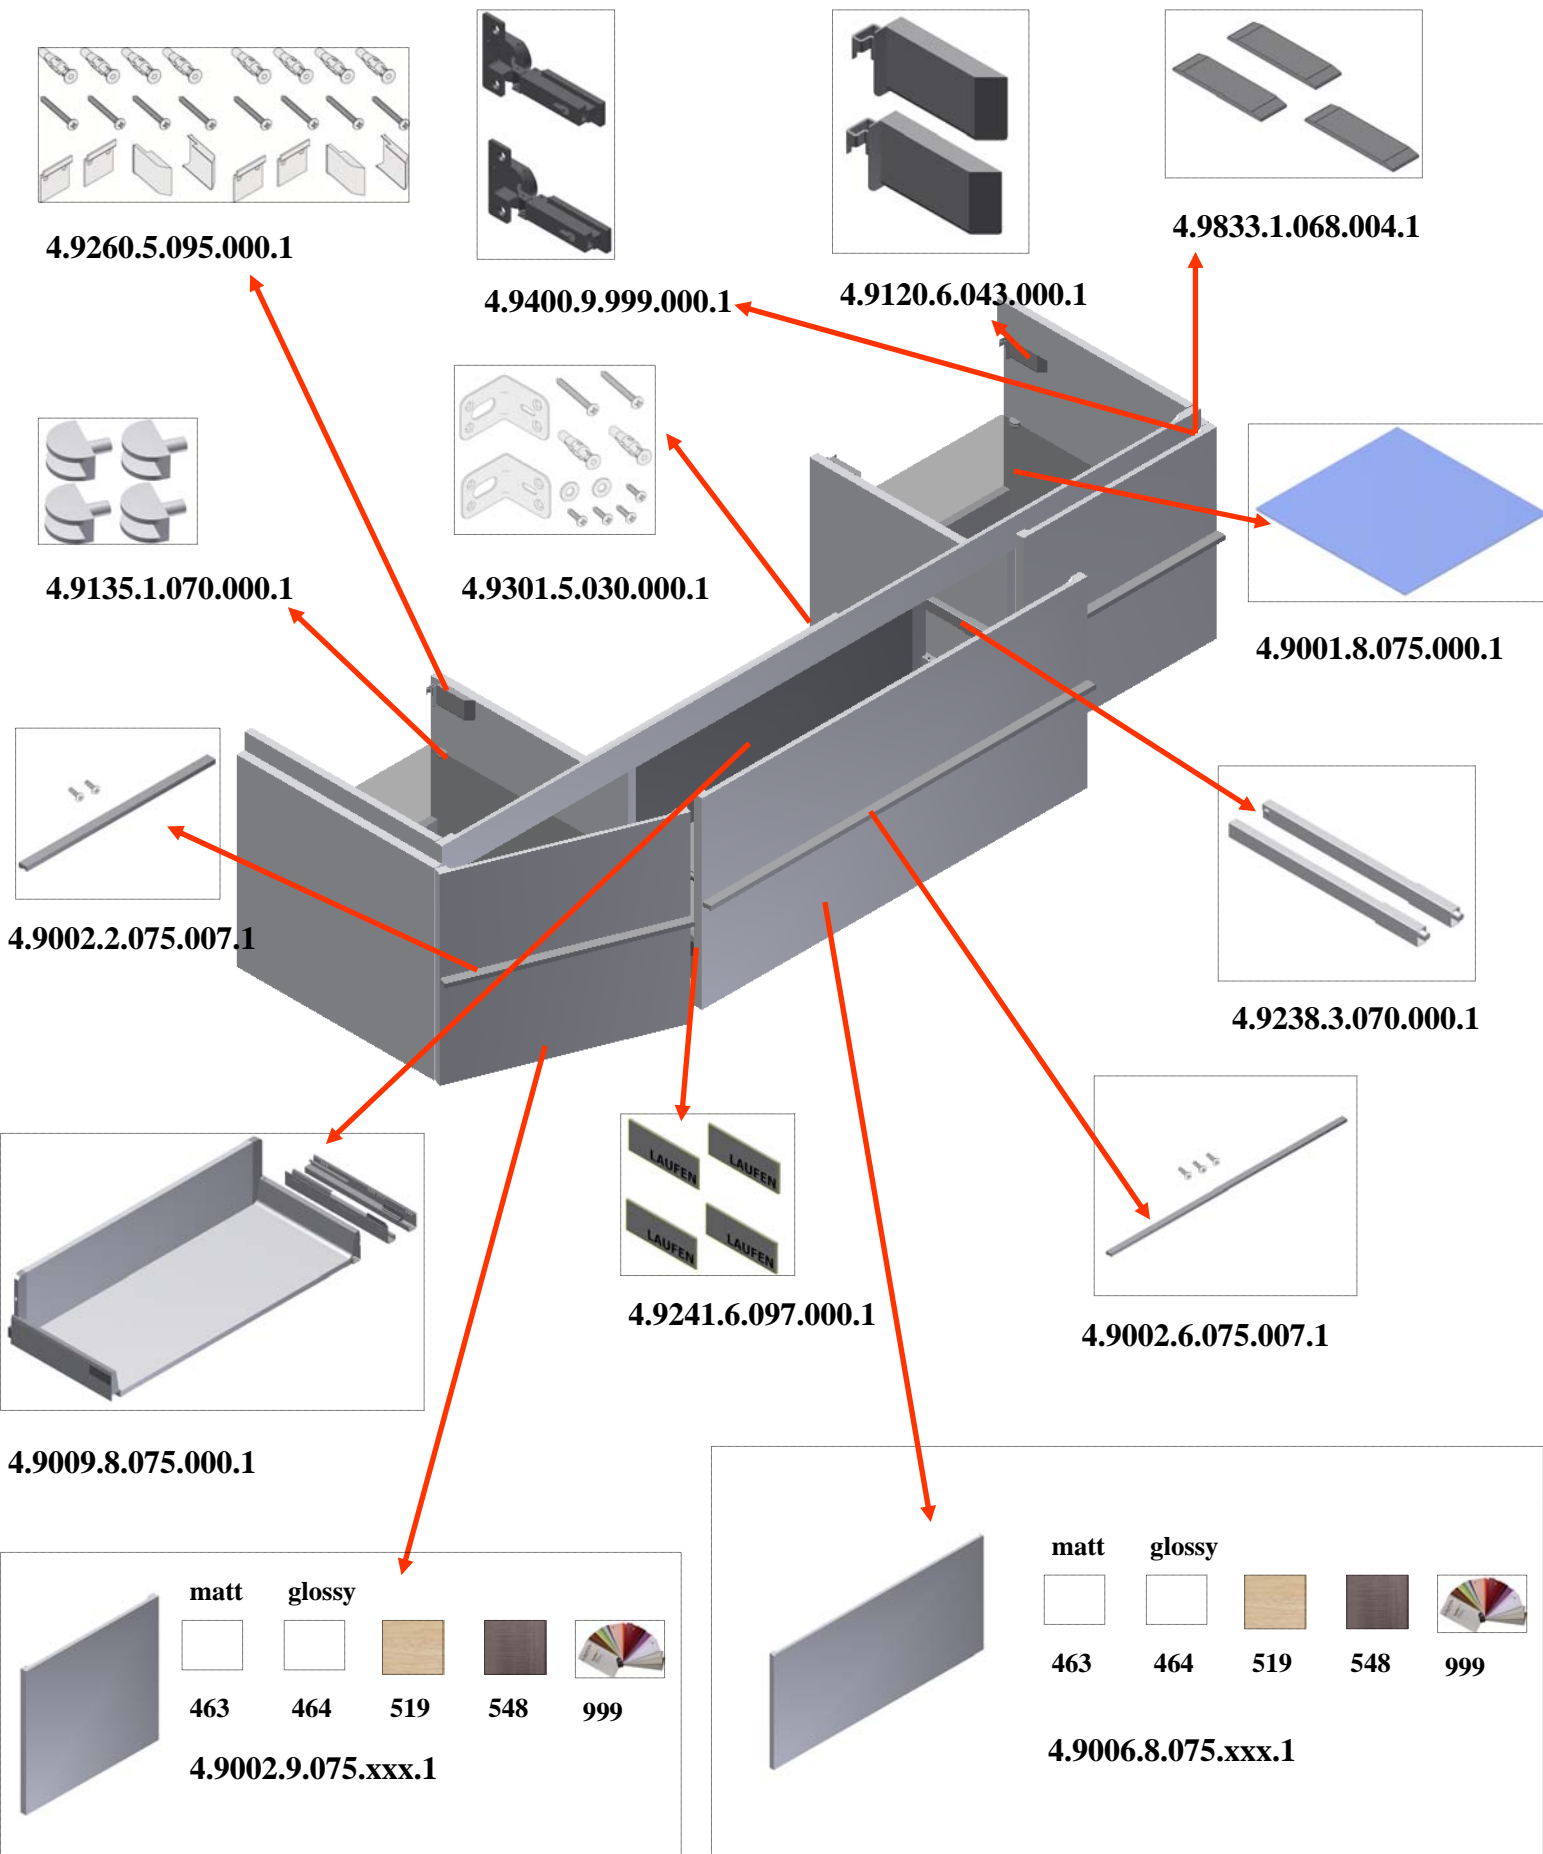 4.9260.5.095.000.1
4.9400.9.999.000.1
4.9120.6.043.000.1
4.9833.1.068.004.1
4.9135.1.070.000.1
4.9301.5.030.000.1
4.9001.8.075.000.1
4.9002.2.075.007.1
4.9238.3.070.000.1
LAUFEN
LAUFEN
LAUFEN
LAUFEN
4.9241.6.097.000.1
4.9002.6.075.007.1
4.9009.8.075.000.1
matt glossy
463 464 519 548 999
4.9002.9.075.xxx.1
matt glossy
463 464 519 548 999
4.9006.8.075.xxx.1